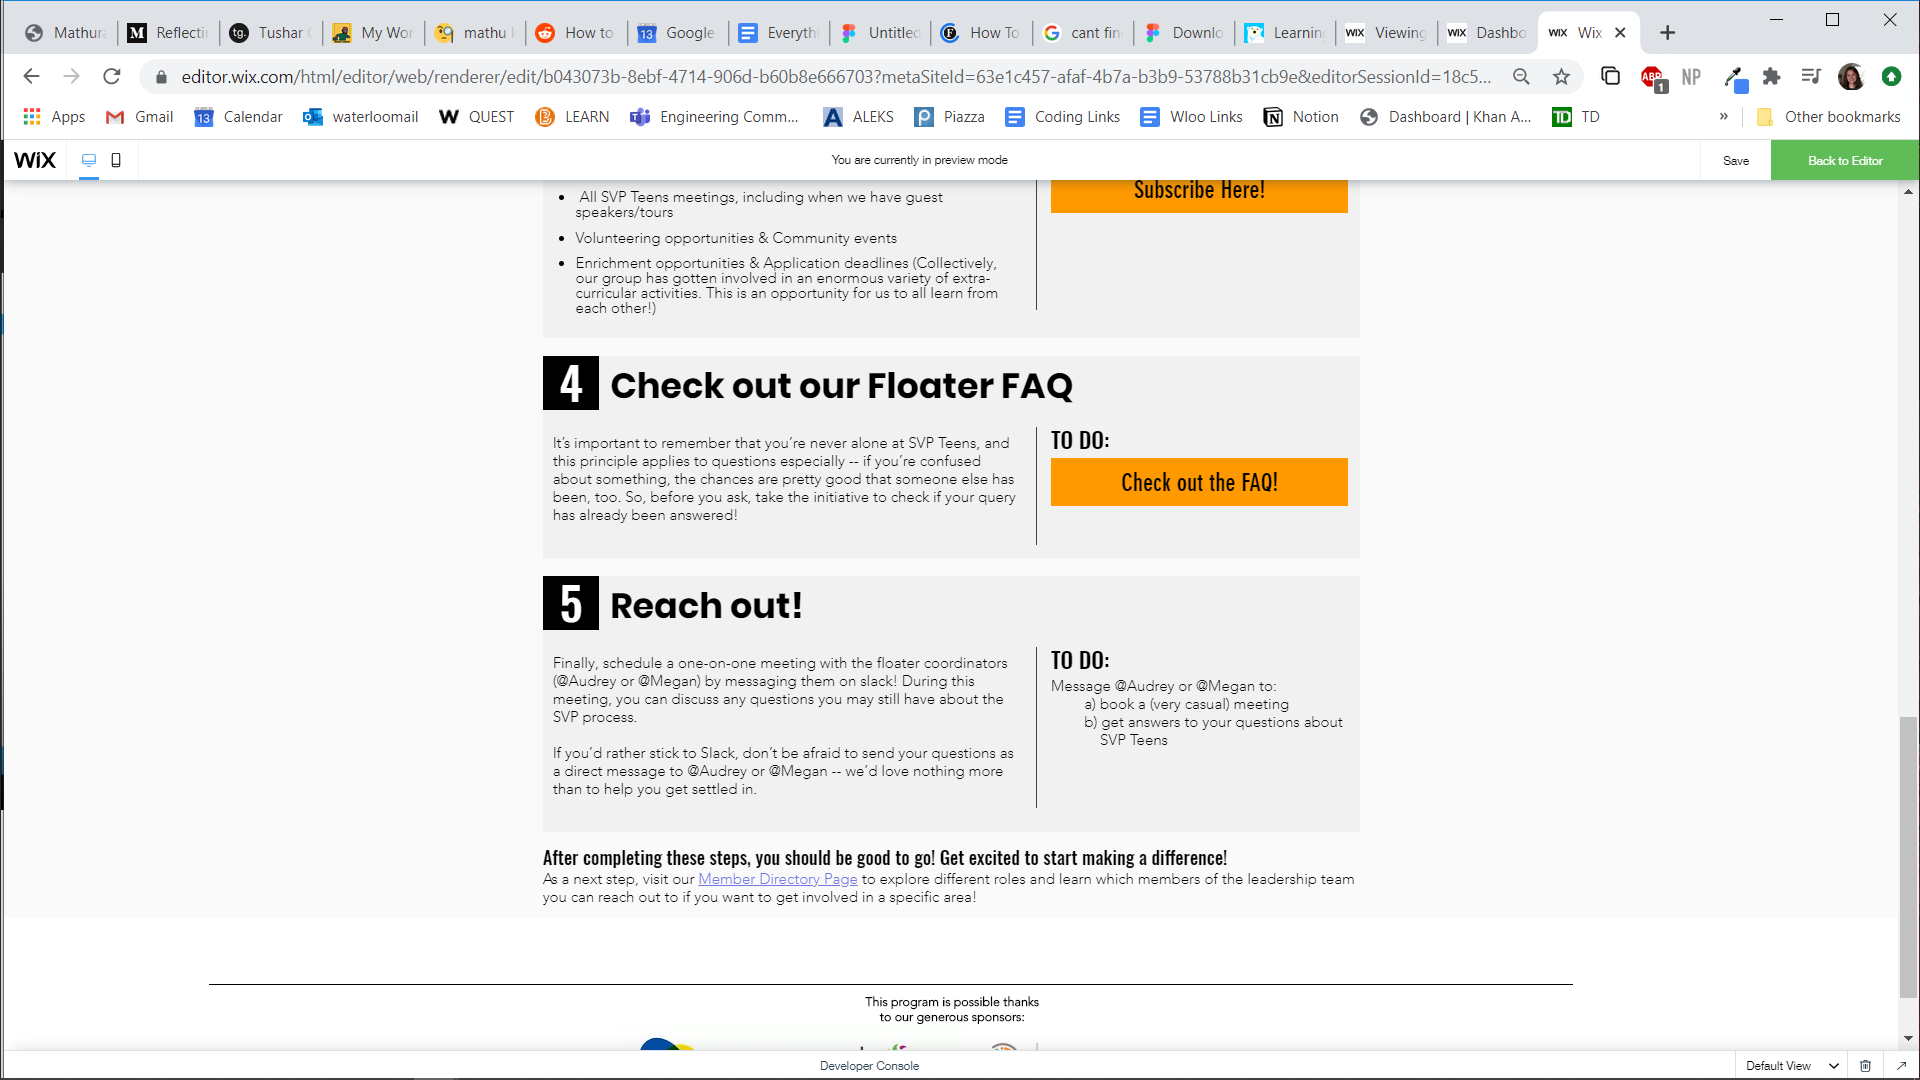 Mathura
Reflectin
Tushar
My Wor
mathu
How to
Google
Everythi
Untitled
How To
cant fin
Downlo
Learning
Viewing
Dashbo
Wix
editor.wix.com/html/editor/web/renderer/edit/b043073b-8ebf-4714-906d-b60b8e666703?metaSiteId=63e1c457-afaf-4b7a-b3b9-53788b31cb9e&editorSessionId=18c5...
Apps
Gmail
Calendar
waterloomail
QUEST
LEARN
Engineering Comm...
ALEKS
Piazza
Coding Links
Wloo Links
Notion
Dashboard | Khan A...
TD
»
Other bookmarks
WiX
You are currently in preview mode
Save
Back to Editor
• All SVP Teens meetings, including when we have guest
speakers/tours
• Volunteering opportunities & Community events
• Enrichment opportunities & Application deadlines (Collectively,
our group has gotten involved in an enormous variety of extra-
curricular activities. This is an opportunity for us to all learn from
each other!)
Subscribe Here!
4 Check out our Floater FAQ
It's important to remember that you're never alone at SVP Teens, and
this principle applies to questions especially -- if you're confused
about something, the chances are pretty good that someone else has
been, too. So, before you ask, take the initiative to check if your query
has already been answered!
TO DO:
Check out the FAQ!
5 Reach out!
Finally, schedule a one-on-one meeting with the floater coordinators
(@Audrey or @Megan) by messaging them on slack! During this
meeting, you can discuss any questions you may still have about the
SVP process.
If you'd rather stick to Slack, don't be afraid to send your questions as
a direct message to @Audrey or @Megan -- we'd love nothing more
than to help you get settled in.
TO DO:
Message @Audrey or @Megan to:
a) book a (very casual) meeting
b) get answers to your questions about
SVP Teens
After completing these steps, you should be good to go! Get excited to start making a difference!
As a next step, visit our Member Directory Page to explore different roles and learn which members of the leadership team
you can reach out to if you want to get involved in a specific area!
This program is possible thanks
to our generous sponsors:
Developer Console
Default View